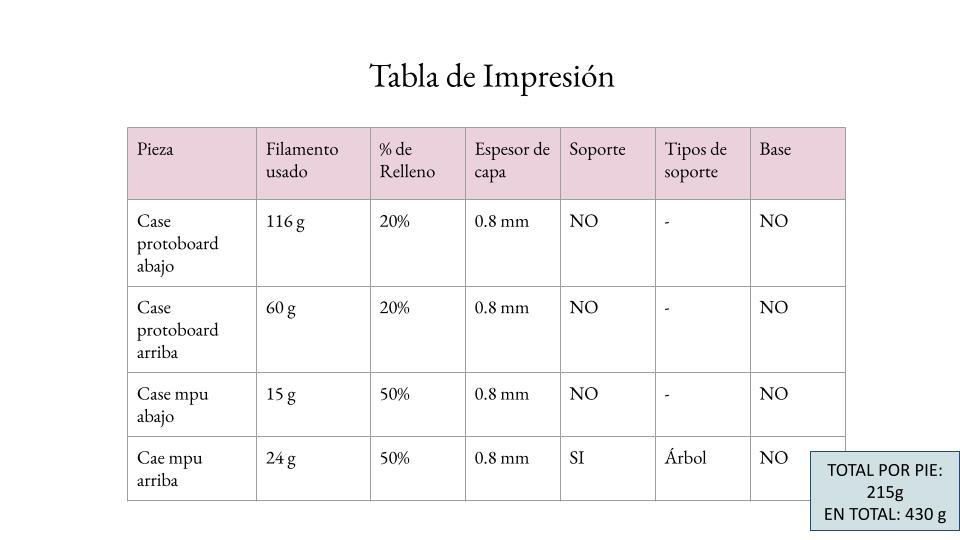 Tabla de Impresión
Pieza
Filamento usado
% de Relleno
Espesor de capa
Soporte
Tipos de soporte
Base
Case protoboard abajo
116 g
20%
0.8 mm
NO
-
NO
Case protoboard arriba
60 g
20%
0.8 mm
NO
-
NO
Case mpu abajo
15 g
50%
0.8 mm
NO
-
NO
Cae mpu arriba
24 g
50%
0.8 mm
SI
Árbol
NO
TOTAL POR PIE:
215g
EN TOTAL: 430 g